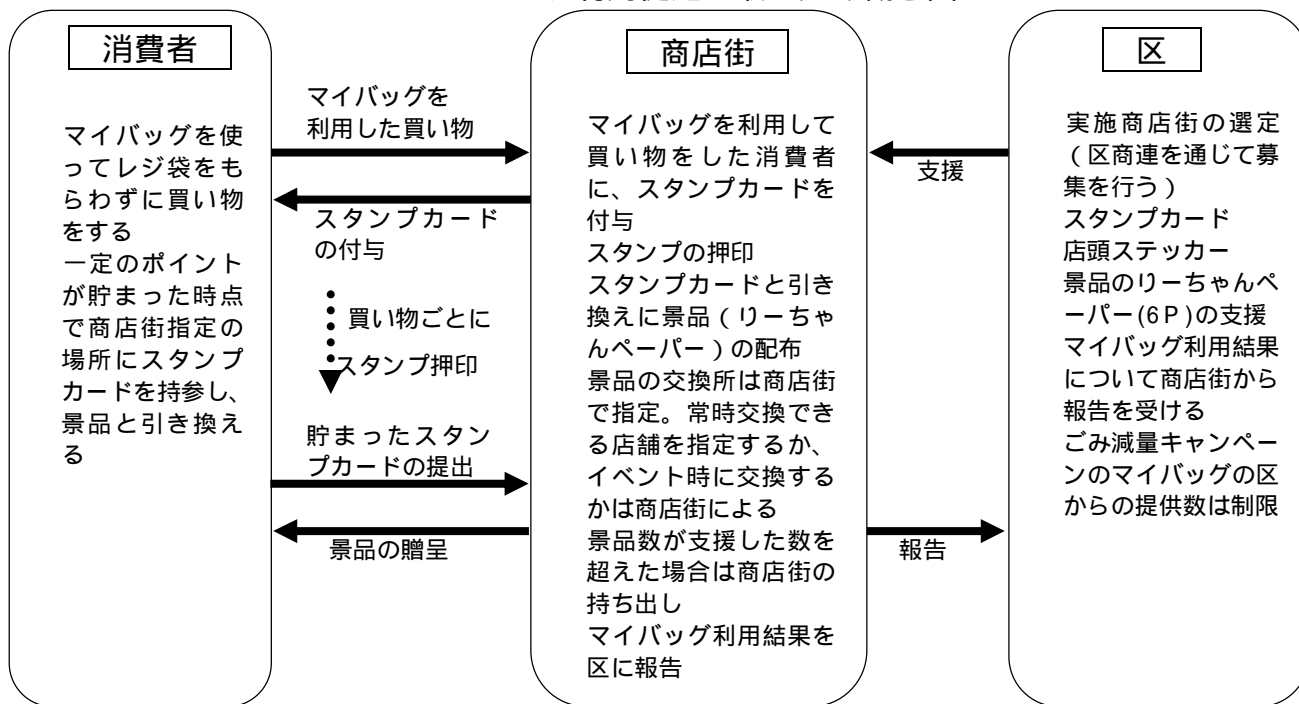 消費者
マイバッグを使
ってレジ袋をも
らわずに買い物
をする
一定のポイント
が貯まった時点
で商店街指定の
場所にスタンプ
カードを持参し、
景品と引き換え
る
マイバッグを
利用した買い物
スタンプカード
の付与
買い物ごとに
スタンプ押印
貯まったスタン
プカードの提出
景品の贈呈
商店街
マイバッグを利用して
買い物をした消費者
に、スタンプカードを
付与
スタンプの押印
スタンプカードと引き
換えに景品（りーちゃ
んペーパー）の配布
景品の交換所は商店街
で指定。常時交換でき
る店舗を指定するか、
イベント時に交換する
かは商店街による
景品数が支援した数を
超えた場合は商店街の
持ち出し
マイバッグ利用結果を
区に報告
支援
報告
区
実施商店街の選定
（区商連を通じて募
集を行う）
スタンプカード
店頭ステッカー
景品のりーちゃんペ
ーパー(6Ｐ)の支援
マイバッグ利用結果
について商店街から
報告を受ける
ごみ減量キャンペー
ンのマイバッグの区
からの提供数は制限